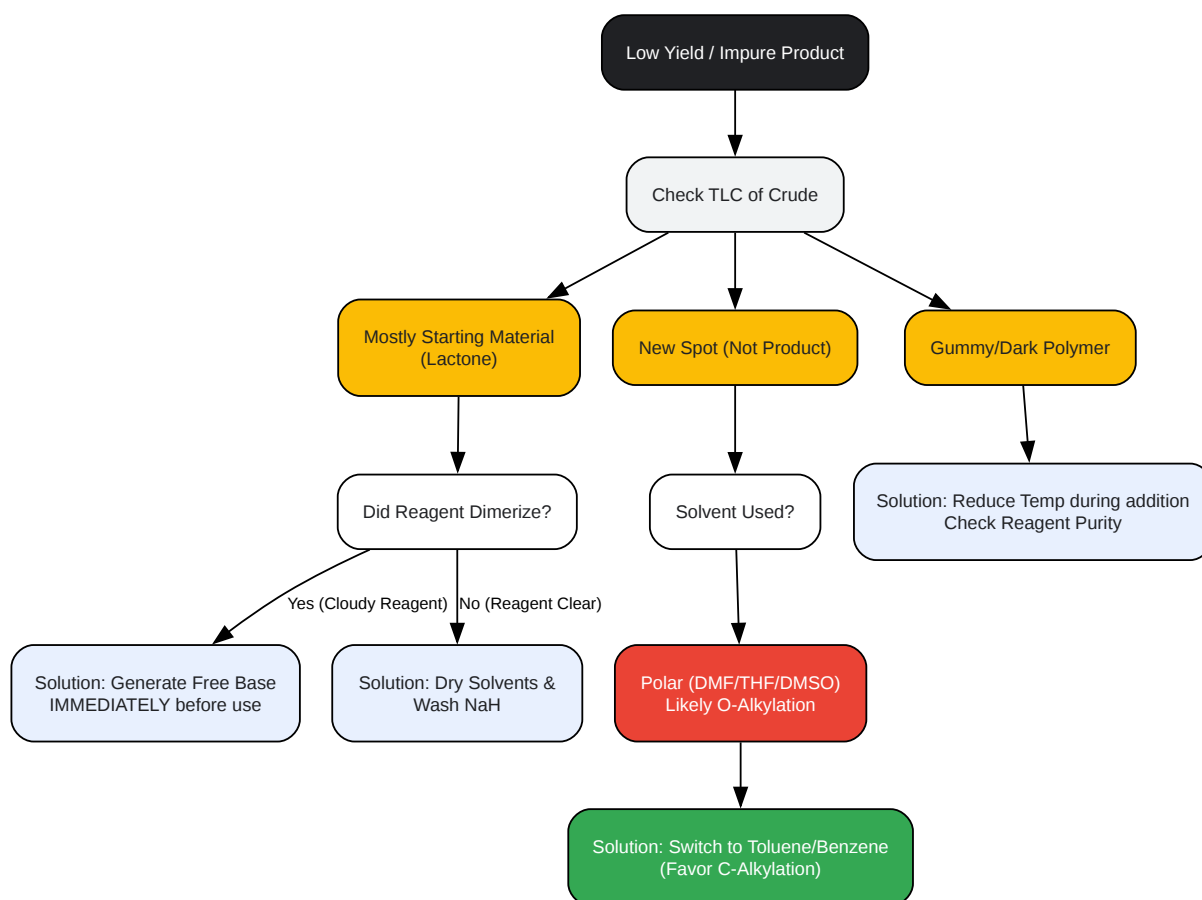 Low Yield / Impure Product
Check TLC of Crude
Mostly Starting Material
(Lactone)
New Spot (Not Product)
Gummy/Dark Polymer
Did Reagent Dimerize?
Solvent Used?
Solution: Reduce Temp during addition
Check Reagent Purity
Yes (Cloudy Reagent)
No (Reagent Clear)
Solution: Generate Free Base
IMMEDIATELY before use
Solution: Dry Solvents &
Wash NaH
Polar (DMF/THF/DMSO)
Likely O-Alkylation
Solution: Switch to Toluene/Benzene
(Favor C-Alkylation)